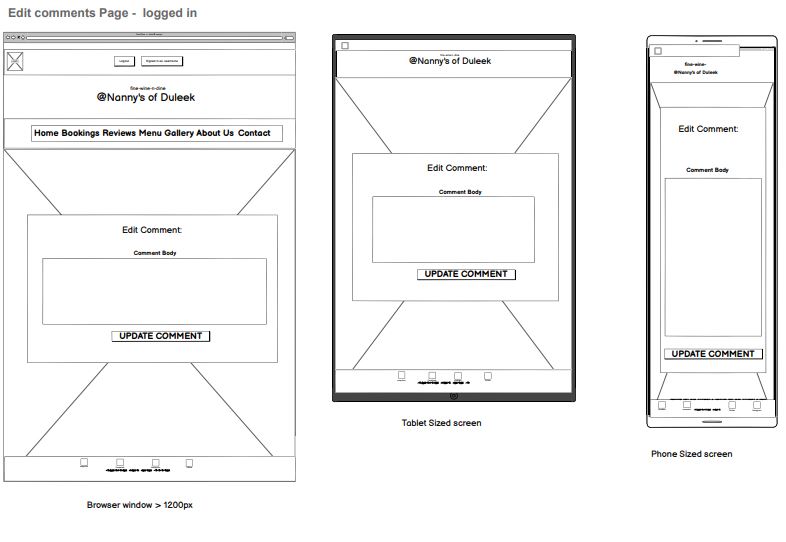 Edit comments Page - logged in
Logout
Signed in as username
fine-wine-n-dine
@Nanny's of Duleek
Home Bookings Reviews Menu Gallery About Us Contact
Edit Comment:
Comment Body
UPDATE COMMENT
Browser window > 1200px
fine-wine-n-dine
@Nanny's of Duleek
Edit Comment:
Comment Body
UPDATE COMMENT
Tablet Sized screen
fine-wine-
@Nanny's of Duleek
Edit Comment:
Comment Body
UPDATE COMMENT
Phone Sized screen